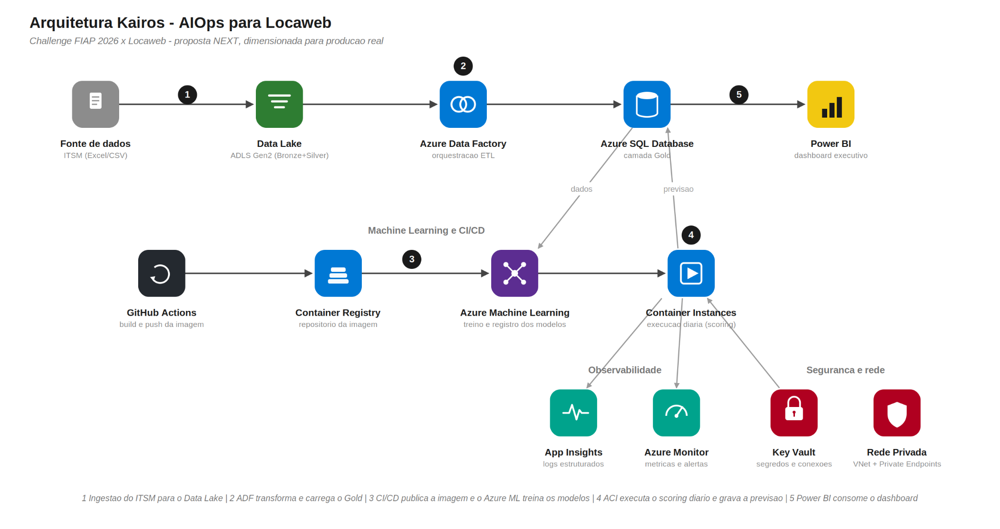 Arquitetura Kairos - AIOps para Locaweb
Challenge FIAP 2026 x Locaweb - proposta NEXT, dimensionada para producao real
2
1
5
Fonte de dados
ITSM (Excel/CSV)
Data Lake
ADLS Gen2 (Bronze+Silver)
Azure Data Factory
orquestracao ETL
Azure SQL Database
camada Gold
Power BI
dashboard executivo
dados
previsao
Machine Learning e CI/CD
4
3
GitHub Actions
build e push da imagem
Container Registry
repositorio da imagem
Azure Machine Learning
treino e registro dos modelos
Container Instances
execucao diaria (scoring)
Observabilidade
Seguranca e rede
App Insights
logs estruturados
Azure Monitor
metricas e alertas
Key Vault
segredos e conexoes
Rede Privada
VNet + Private Endpoints
1 Ingestao do ITSM para o Data Lake | 2 ADF transforma e carrega o Gold | 3 CI/CD publica a imagem e o Azure ML treina os modelos | 4 ACI executa o scoring diario e grava a previsao | 5 Power BI consome o dashboard